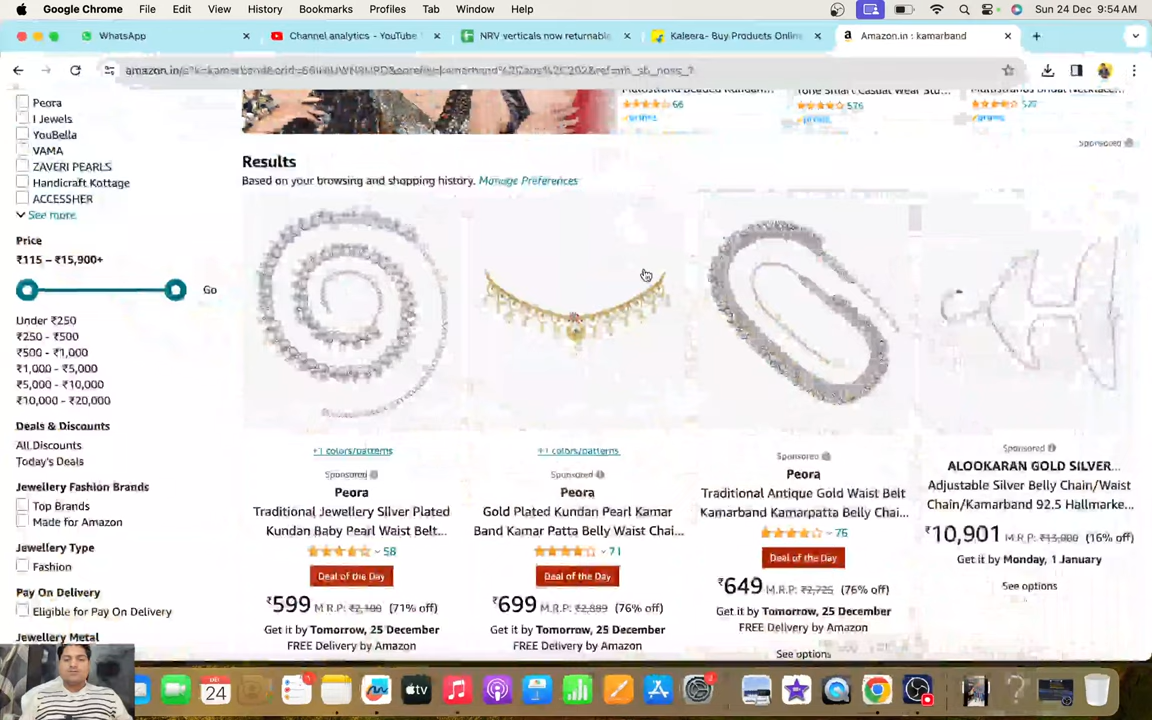 Google Chrome File Edit View History Bookmarks Profiles Tab Window Help Sun 24 Dec 9:54 AM
WhatsApp × Channel analytics - YouTube × NRV verticals now returnable × Kaleera- Buy Products Online × Amazon.in : kamarband × +
Sponsored
Peora
I Jewels
YouBella
VAMA
ZAVERI PEARLS
Handicraft Kottage
ACCESSHER
See more
Price
₹115 – ₹15,900+
Go
Under ₹250
₹250 - ₹500
₹500 - ₹1,000
₹1,000 - ₹5,000
₹5,000 - ₹10,000
₹10,000 - ₹20,000
Deals & Discounts
All Discounts
Today's Deals
Jewellery Fashion Brands
Top Brands
Made for Amazon
Jewellery Type
Fashion
Pay On Delivery
Eligible for Pay On Delivery
Jewellery Metal
66
576
Results
Based on your browsing and shopping history. Manage Preferences
+1 colors/patterns
Sponsored
Peora
Traditional Jewellery Silver Plated
Kundan Baby Pearl Waist Belt...
58
Deal of the Day
₹599 M.R.P: ₹2,100 (71% off)
Get it by Tomorrow, 25 December
FREE Delivery by Amazon
+1 colors/patterns
Sponsored
Peora
Gold Plated Kundan Pearl Kamar
Band Kamar Patta Belly Waist Chai...
71
Deal of the Day
₹699 M.R.P: ₹2,889 (76% off)
Get it by Tomorrow, 25 December
FREE Delivery by Amazon
Sponsored
Peora
Traditional Antique Gold Waist Belt
Kamarband Kamarpatta Belly Chai...
76
Deal of the Day
₹649 M.R.P: ₹2,725 (76% off)
Get it by Tomorrow, 25 December
FREE Delivery by Amazon
See options
Sponsored
ALOOKARAN GOLD SILVER...
Adjustable Silver Belly Chain/Waist
Chain/Kamarband 92.5 Hallmarke...
₹10,901 M.R.P: ₹13,000 (16% off)
Get it by Monday, 1 January
See options
24
tv